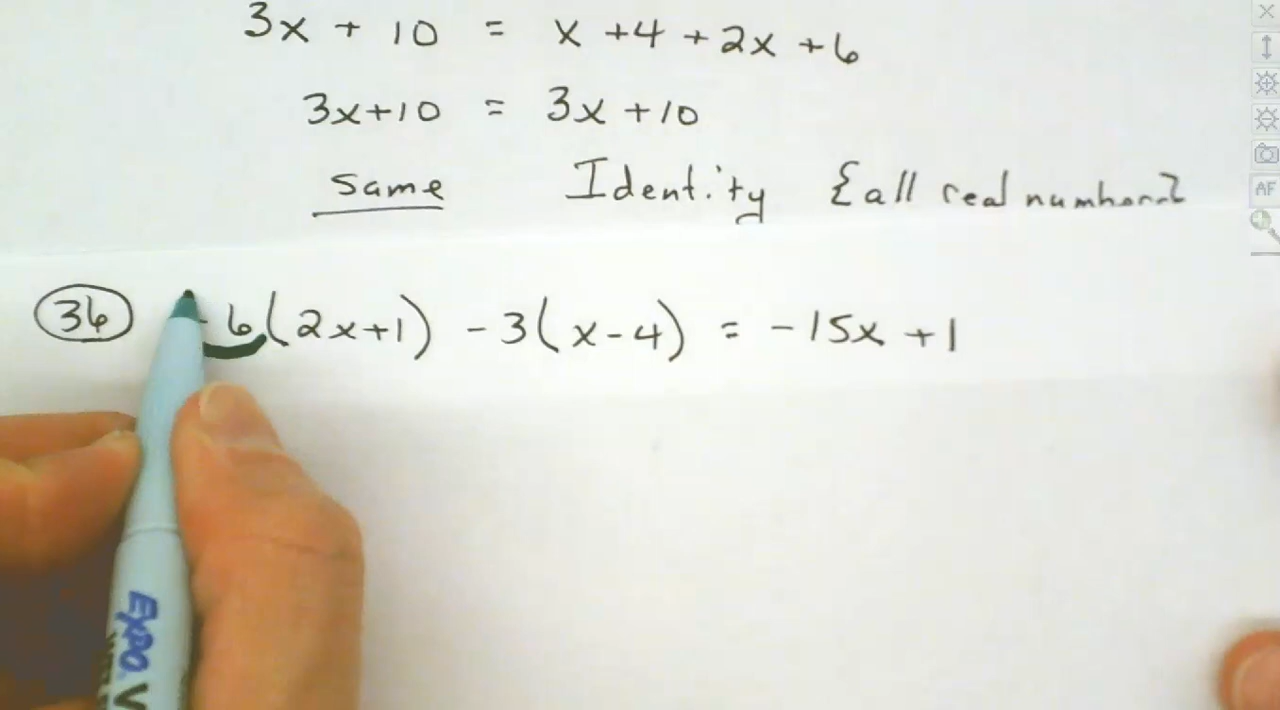 3x + 10 = x + 4 + 2x + 6
3x + 10 = 3x + 10
Same Identity {all real numbers}
36 - 6(2x + 1) - 3(x - 4) = -15x + 1
AF
EXPO V